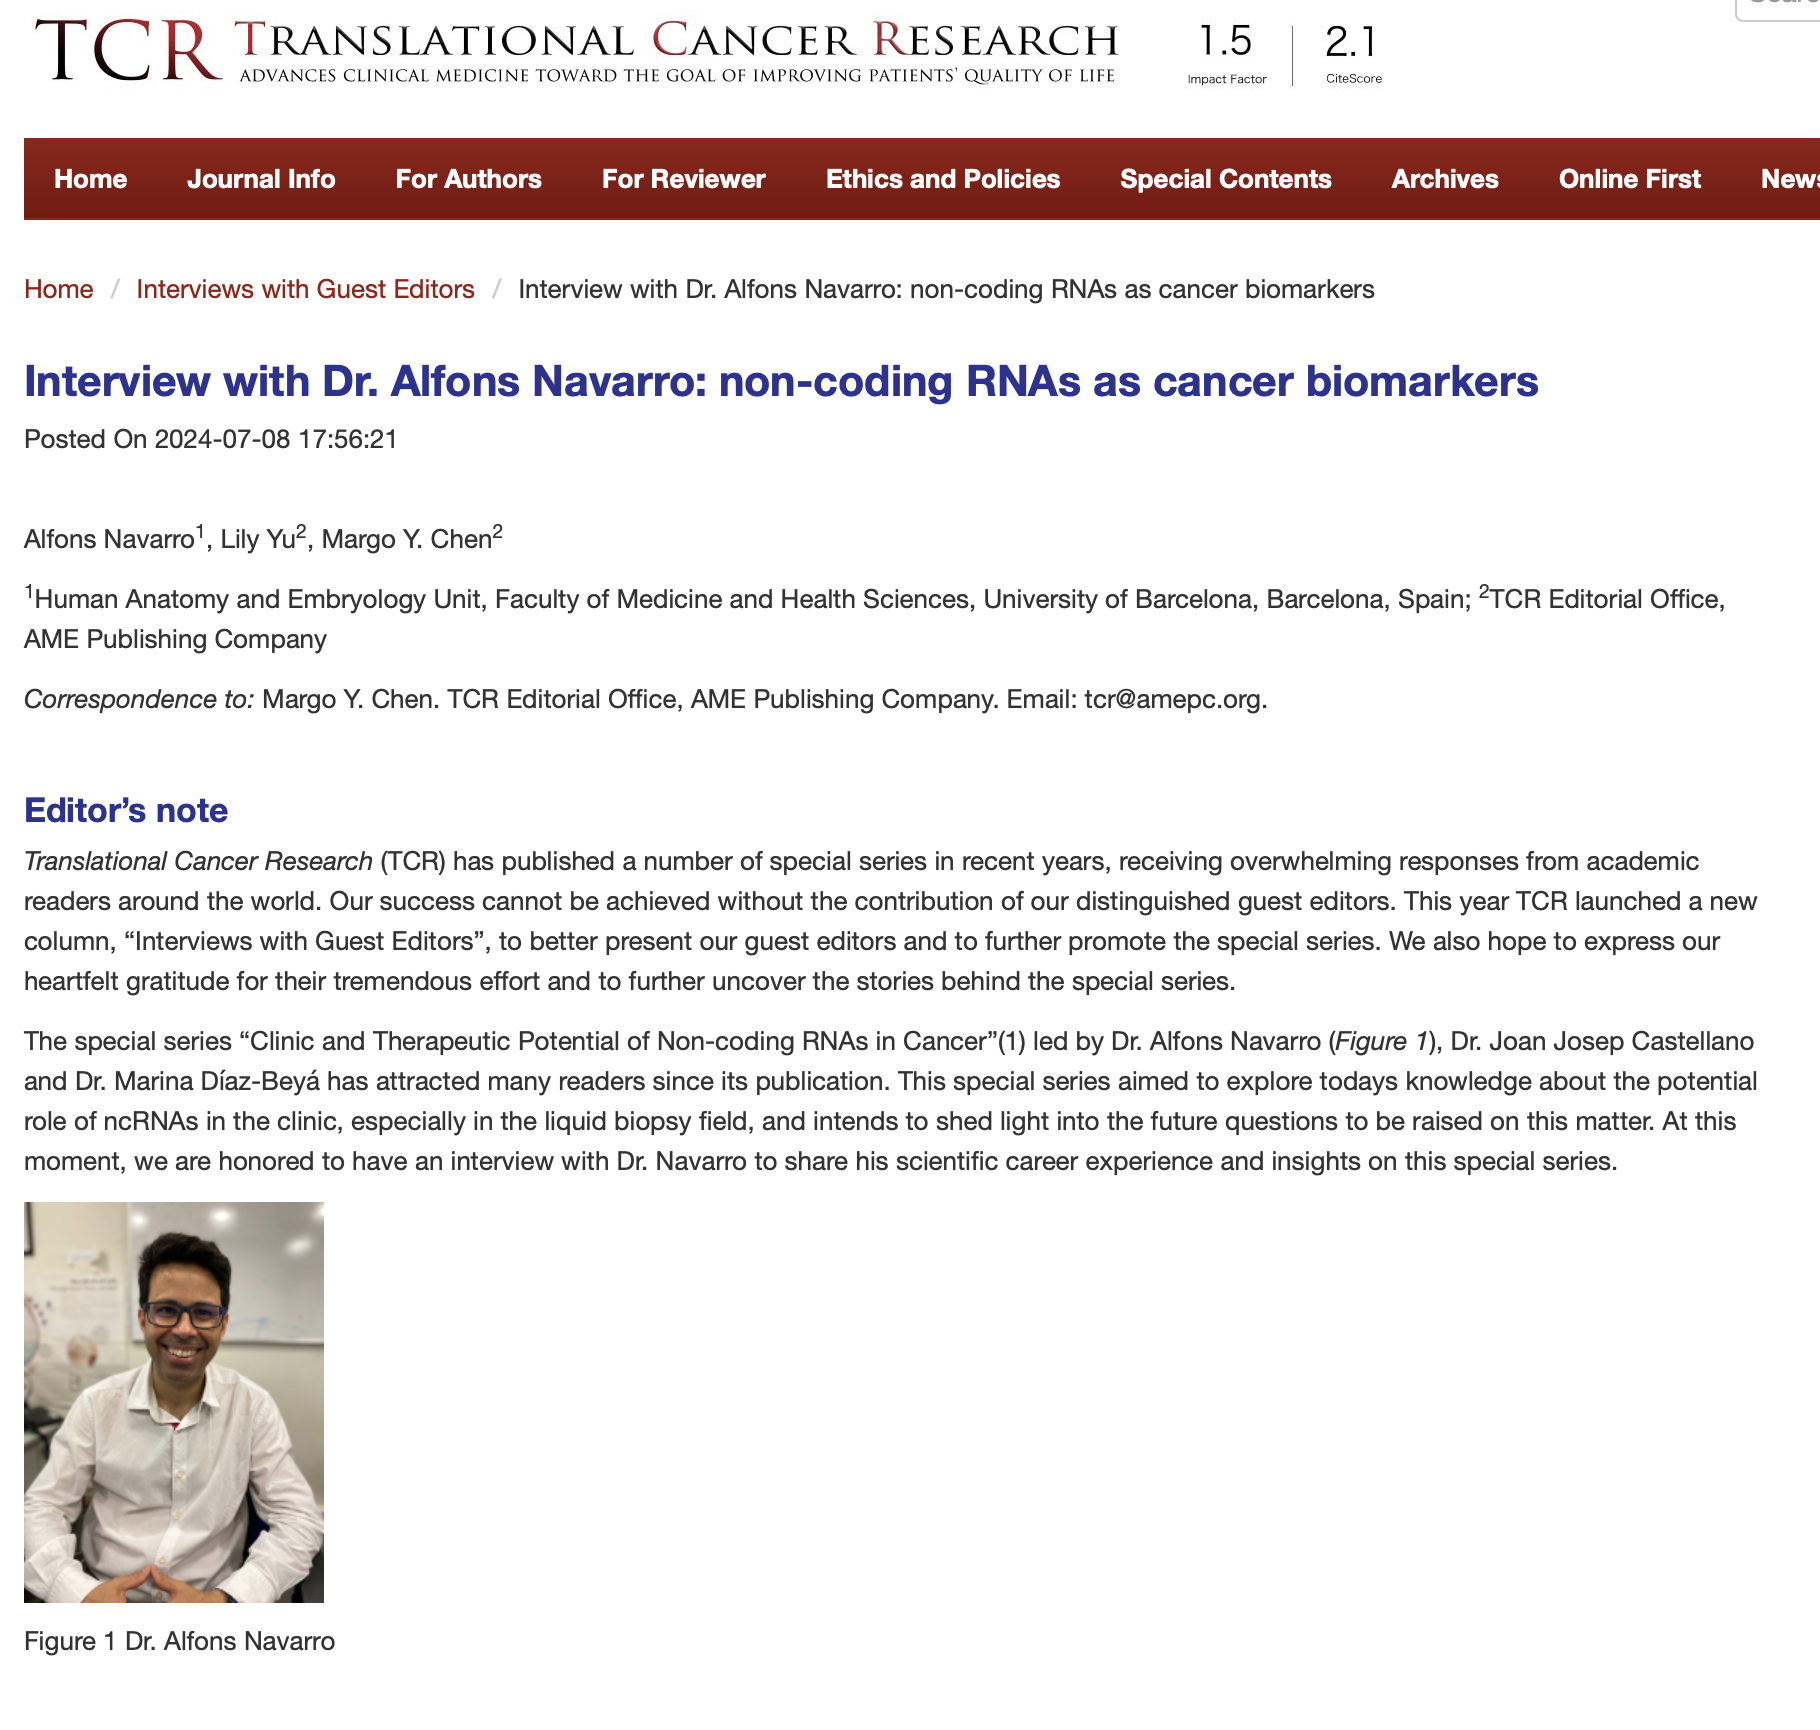 TCR TRANSLATIONAL CANCER RESEARCH
ADVANCES CLINICAL MEDICINE TOWARD THE GOAL OF IMPROVING PATIENTS' QUALITY OF LIFE
1.5
Impact Factor
2.1
CiteScore
Home Journal Info For Authors For Reviewer Ethics and Policies Special Contents Archives Online First News
Home / Interviews with Guest Editors / Interview with Dr. Alfons Navarro: non-coding RNAs as cancer biomarkers
Interview with Dr. Alfons Navarro: non-coding RNAs as cancer biomarkers
Posted On 2024-07-08 17:56:21
Alfons Navarro1, Lily Yu2, Margo Y. Chen2
1Human Anatomy and Embryology Unit, Faculty of Medicine and Health Sciences, University of Barcelona, Barcelona, Spain; 2TCR Editorial Office,
AME Publishing Company
Correspondence to: Margo Y. Chen. TCR Editorial Office, AME Publishing Company. Email: tcr@amepc.org.
Editor’s note
Translational Cancer Research (TCR) has published a number of special series in recent years, receiving overwhelming responses from academic
readers around the world. Our success cannot be achieved without the contribution of our distinguished guest editors. This year TCR launched a new
column, “Interviews with Guest Editors”, to better present our guest editors and to further promote the special series. We also hope to express our
heartfelt gratitude for their tremendous effort and to further uncover the stories behind the special series.
The special series “Clinic and Therapeutic Potential of Non-coding RNAs in Cancer”(1) led by Dr. Alfons Navarro (Figure 1), Dr. Joan Josep Castellano
and Dr. Marina Díaz-Beyá has attracted many readers since its publication. This special series aimed to explore todays knowledge about the potential
role of ncRNAs in the clinic, especially in the liquid biopsy field, and intends to shed light into the future questions to be raised on this matter. At this
moment, we are honored to have an interview with Dr. Navarro to share his scientific career experience and insights on this special series.
Figure 1 Dr. Alfons Navarro